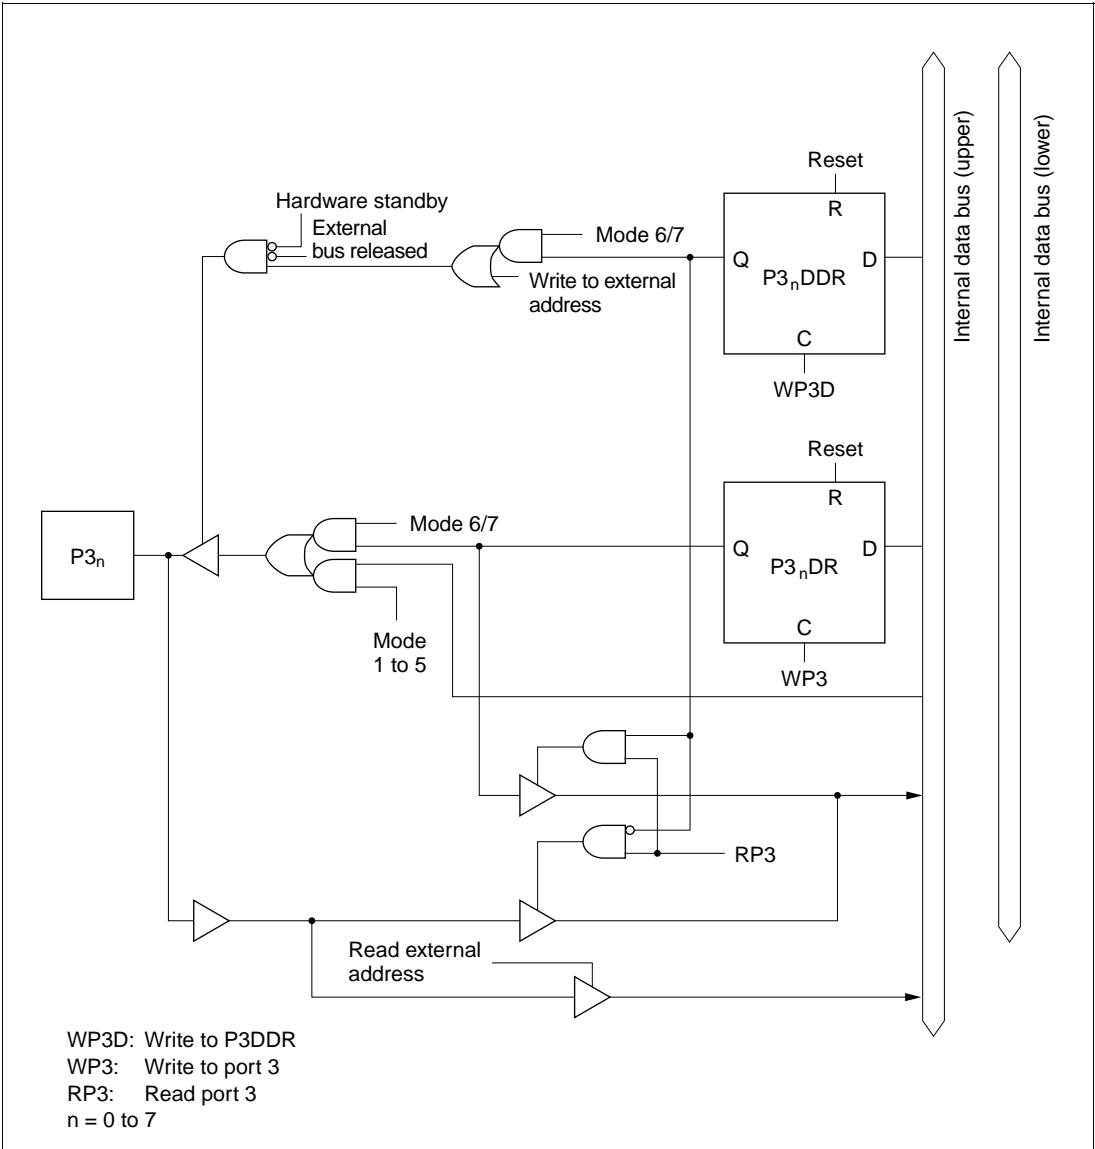 Reset
R
Hardware standby
External
bus released
Mode 6/7
Q
D
P3nDDR
Write to external
address
C
WP3D
Internal data bus (upper)
Internal data bus (lower)
Reset
R
Mode 6/7
P3n
Q
D
P3nDR
C
Mode
1 to 5
WP3
RP3
Read external
address
WP3D: Write to P3DDR
WP3: Write to port 3
RP3: Read port 3
n = 0 to 7